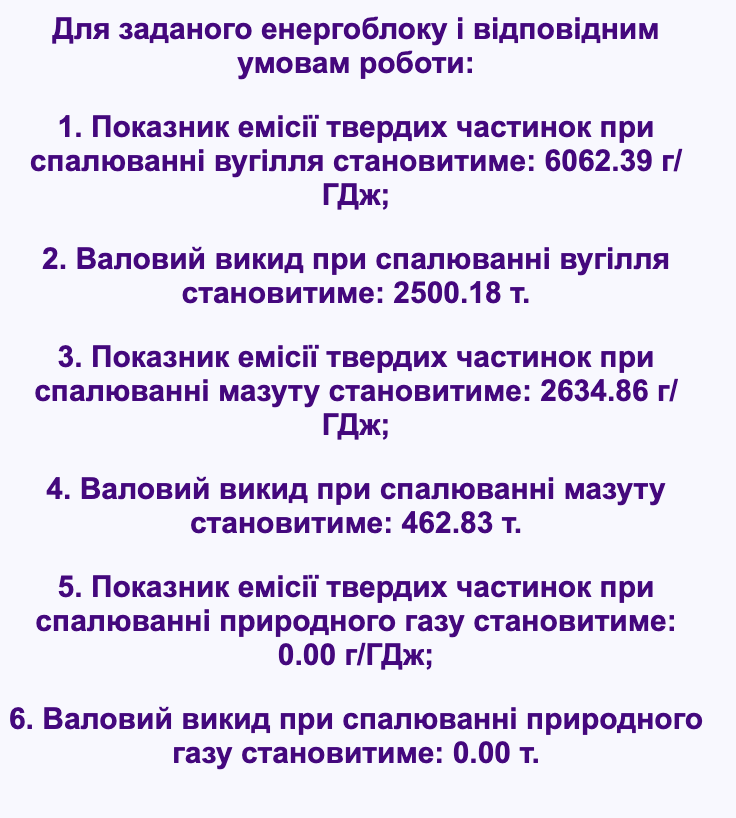 Для заданого енергоблоку і відповідним
умовам роботи:
1. Показник емісії твердих частинок при
спалюванні вугілля становитиме: 6062.39 г/
ГДж;
2. Валовий викид при спалюванні вугілля
становитиме: 2500.18 т.
3. Показник емісії твердих частинок при
спалюванні мазуту становитиме: 2634.86 г/
ГДж;
4. Валовий викид при спалюванні мазуту
становитиме: 462.83 т.
5. Показник емісії твердих частинок при
спалюванні природного газу становитиме:
0.00 г/ГДж;
6. Валовий викид при спалюванні природного
газу становитиме: 0.00 т.